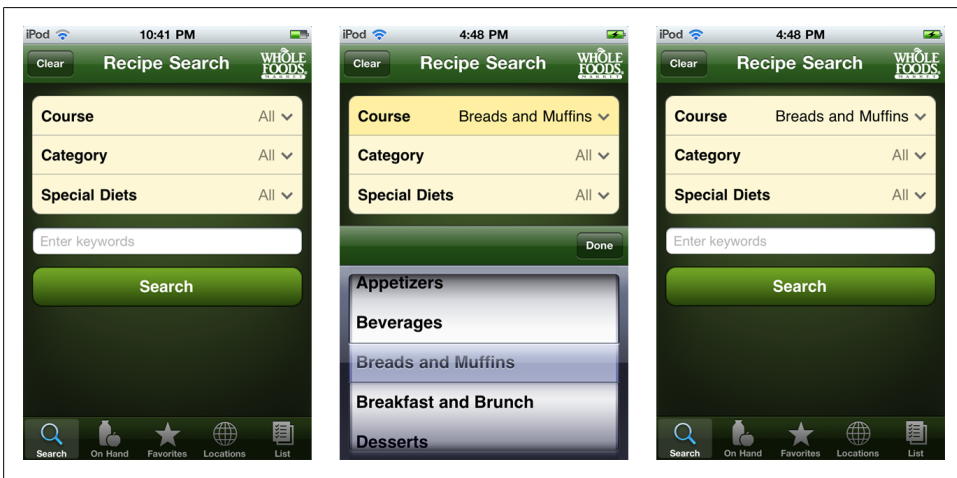 iPod 10:41 PM
Clear Recipe Search WHOLE FOODS MARKET
Course All
Category All
Special Diets All
Enter keywords
Search
Search On Hand Favorites Locations List
iPod 4:48 PM
Clear Recipe Search WHOLE FOODS MARKET
Course Breads and Muffins
Category All
Special Diets All
Done
Appetizers
Beverages
Breads and Muffins
Breakfast and Brunch
Desserts
iPod 4:48 PM
Clear Recipe Search WHOLE FOODS MARKET
Course Breads and Muffins
Category All
Special Diets All
Enter keywords
Search
Search On Hand Favorites Locations List